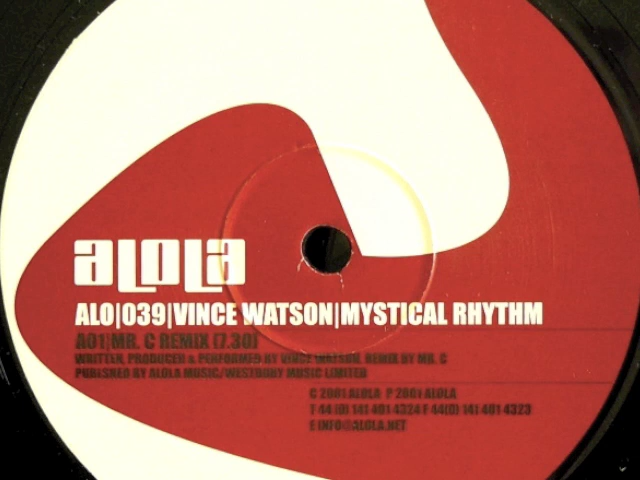 aLOLa
ALO|039|VINCE WATSON|MYSTICAL RHYTHM
A01|MR. C REMIX [7.30]
WRITTEN, PRODUCED & PERFORMED BY VINCE WATSON. REMIX BY MR. C
PUBLISHED BY ALOLA MUSIC/WESTBURY MUSIC LIMITED
C 2001 ALOLA P 2001 ALOLA
T 44 (0) 141 401 4324 F 44(0) 141 401 4323
E INFO@ALOLA.NET